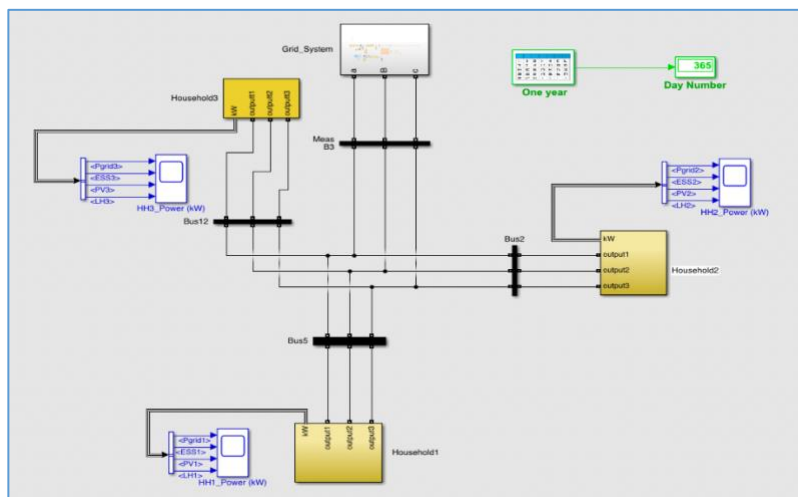 Grid_System
a
B
c
365
Day Number
One year
Household3
kW
output1
output2
output3
Meas
B3
<Pgrid3>
<ESS3>
<PV3>
<LH3>
HH3_Power (kW)
Bus12
<Pgrid2>
<ESS2>
<PV2>
<LH2>
HH2_Power (kW)
Bus2
kW
output1
output2
output3
Household2
Bus5
kW
output1
output2
output3
Household1
<Pgrid1>
<ESS1>
<PV1>
<LH1>
HH1_Power (kW)